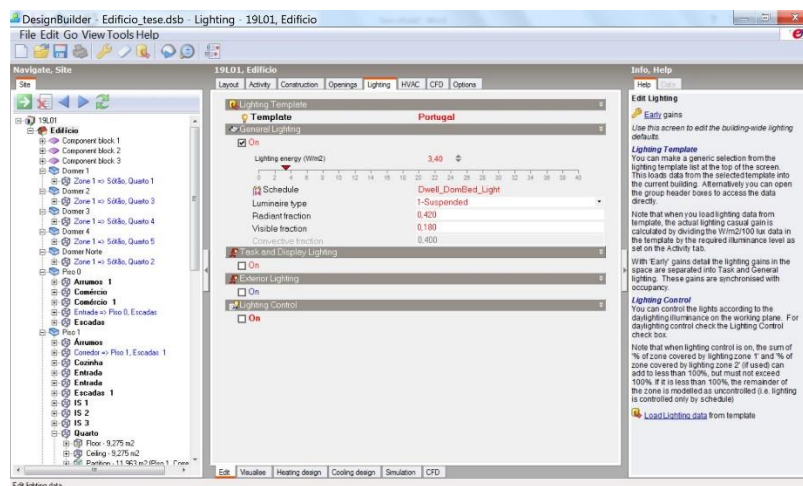 DesignBuilder - Edificio_tese.dsb - Lighting - 19L01, Edificio
File Edit Go View Tools Help
Navigate, Site
Site
19L01
Edificio
Component block 1
Component block 2
Component block 3
Dormer 1
Zone 1 => Sótão, Quarto 1
Dormer 2
Zone 1 => Sótão, Quarto 3
Dormer 3
Zone 1 => Sótão, Quarto 4
Dormer 4
Zone 1 => Sótão, Quarto 5
Dormer Norte
Zone 1 => Sótão, Quarto 2
Piso 0
Arrumos 1
Comércio
Comércio 1
Entrada => Piso 0, Escadas
Escadas
Piso 1
Árrumos
Corredor => Piso 1, Escadas 1
Cozinha
Entrada
Entrada
Escadas 1
IS 1
IS 2
IS 3
Quarto
Floor - 9,275 m2
Ceiling - 9,275 m2
Partition - 11,963 m2 (Piso 1, Corre
19L01, Edificio
Layout Activity Construction Openings Lighting HVAC CFD Options
Lighting Template
Template Portugal
General Lighting
On
Lighting energy (W/m2) 3,40
0 2 4 6 8 10 12 14 16 18 20 22 24 26 28 30 32 34 36 38 40
Schedule Dwell_DomBed_Light
Luminaire type 1-Suspended
Radiant fraction 0,420
Visible fraction 0,180
Convective fraction 0,400
Task and Display Lighting
On
Exterior Lighting
On
Lighting Control
On
Edit Visualise Heating design Cooling design Simulation CFD
Info, Help
Help Data
Edit Lighting
Early gains
Use this screen to edit the building-wide lighting
defaults.
Lighting Template
You can make a generic selection from the
lighting template list at the top of the screen.
This loads data from the selected template into
the current building. Alternatively you can open
the group header boxes to access the data
directly.
Note that when you load lighting data from
template, the actual lighting casual gain is
calculated by dividing the W/m2/100 lux data in
the template by the required illuminance level as
set on the Activity tab.
With 'Early' gains detail the lighting gains in the
space are separated into Task and General
lighting. These gains are synchronised with
occupancy.
Lighting Control
You can control the lights according to the
daylighting illuminance on the working plane. For
daylighting control check the Lighting Control
check box.
Note that when lighting control is on, the sum of
'% of zone covered by lighting zone 1' and '% of
zone covered by lighting zone 2' (if used) can
add to less than 100%, but must not exceed
100%. If it is less than 100%, the remainder of
the zone is modelled as uncontrolled (i.e. lighting
is controlled only by schedule)
Load Lighting data from template
Edit lighting data